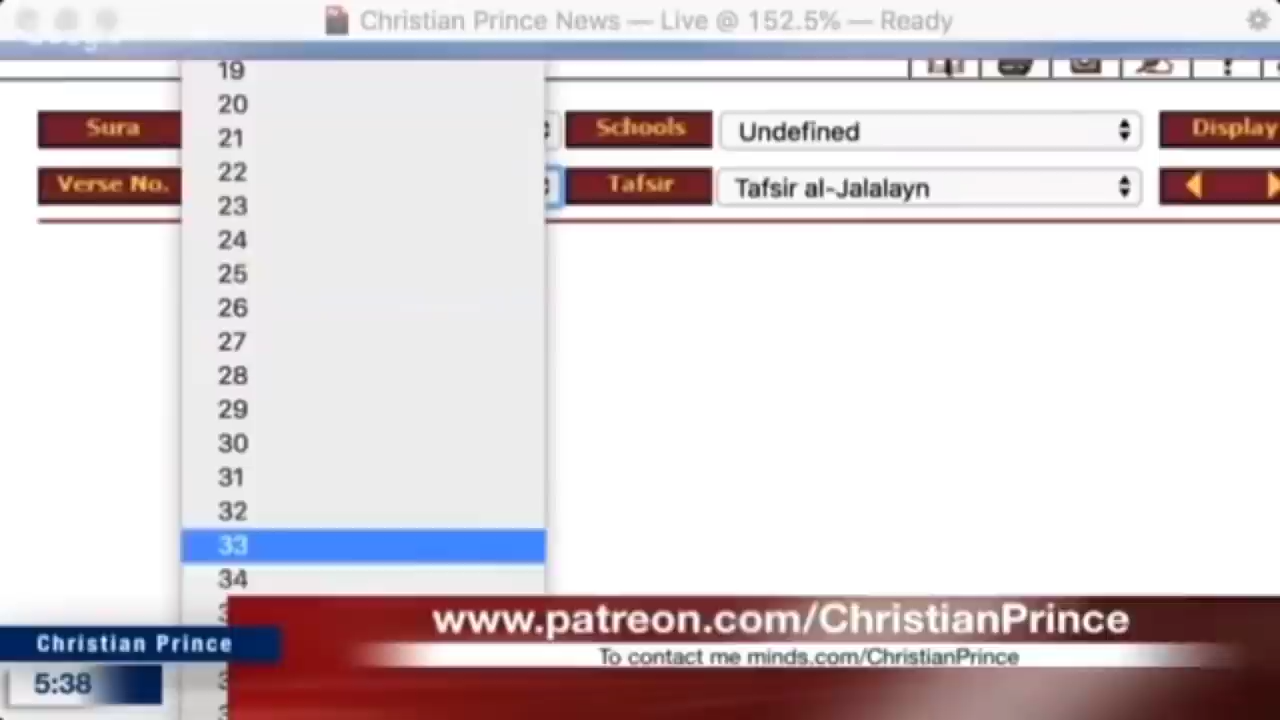 Christian Prince News — Live @ 152.5% — Ready
Sura
Schools
Undefined
Display
Verse No.
Tafsir
Tafsir al-Jalalayn
19
20
21
22
23
24
25
26
27
28
29
30
31
32
33
34
www.patreon.com/ChristianPrince
To contact me minds.com/ChristianPrince
Christian Prince
5:38